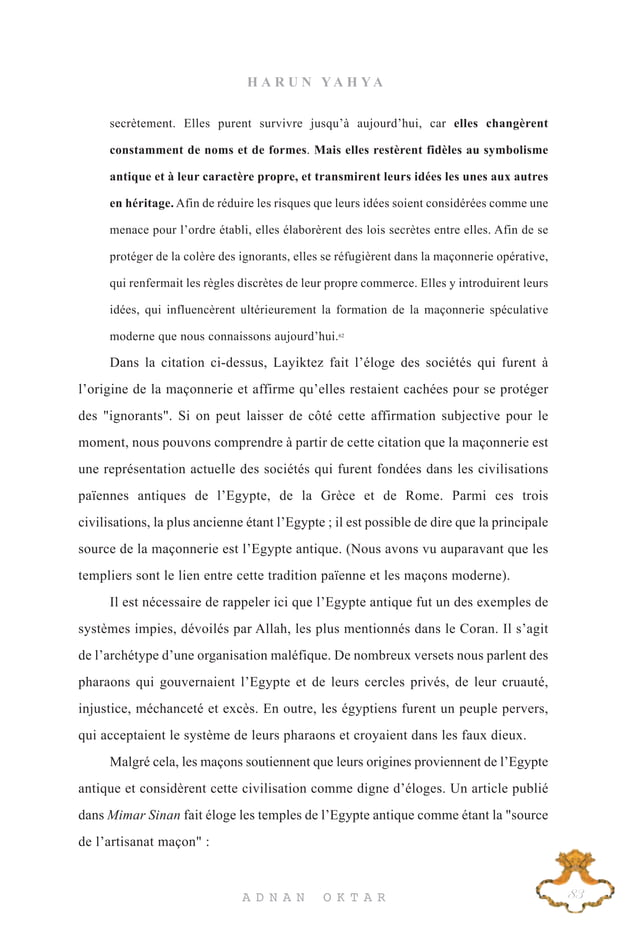 HARUN YAHYA
secrètement. Elles purent survivre jusqu'à aujourd'hui, car elles changèrent
constamment de noms et de formes. Mais elles restèrent fidèles au symbolisme
antique et à leur caractère propre, et transmirent leurs idées les unes aux autres
en héritage. Afin de réduire les risques que leurs idées soient considérées comme une
menace pour l'ordre établi, elles élaborèrent des lois secrètes entre elles. Afin de se
protéger de la colère des ignorants, elles se réfugièrent dans la maçonnerie opérative,
qui renfermait les règles discrètes de leur propre commerce. Elles y introduirent leurs
idées, qui influencèrent ultérieurement la formation de la maçonnerie spéculative
moderne que nous connaissons aujourd'hui.62
Dans la citation ci-dessus, Layiktez fait l'éloge des sociétés qui furent à
l'origine de la maçonnerie et affirme qu'elles restaient cachées pour se protéger
des "ignorants". Si on peut laisser de côté cette affirmation subjective pour le
moment, nous pouvons comprendre à partir de cette citation que la maçonnerie est
une représentation actuelle des sociétés qui furent fondées dans les civilisations
païennes antiques de l'Egypte, de la Grèce et de Rome. Parmi ces trois
civilisations, la plus ancienne étant l'Egypte ; il est possible de dire que la principale
source de la maçonnerie est l'Egypte antique. (Nous avons vu auparavant que les
templiers sont le lien entre cette tradition païenne et les maçons moderne).
Il est nécessaire de rappeler ici que l'Egypte antique fut un des exemples de
systèmes impies, dévoilés par Allah, les plus mentionnés dans le Coran. Il s'agit
de l'archétype d'une organisation maléfique. De nombreux versets nous parlent des
pharaons qui gouvernaient l'Egypte et de leurs cercles privés, de leur cruauté,
injustice, méchanceté et excès. En outre, les égyptiens furent un peuple pervers,
qui acceptaient le système de leurs pharaons et croyaient dans les faux dieux.
Malgré cela, les maçons soutiennent que leurs origines proviennent de l'Egypte
antique et considèrent cette civilisation comme digne d'éloges. Un article publié
dans Mimar Sinan fait éloge les temples de l'Egypte antique comme étant la "source
de l'artisanat maçon" :
ADNAN OKTAR
83